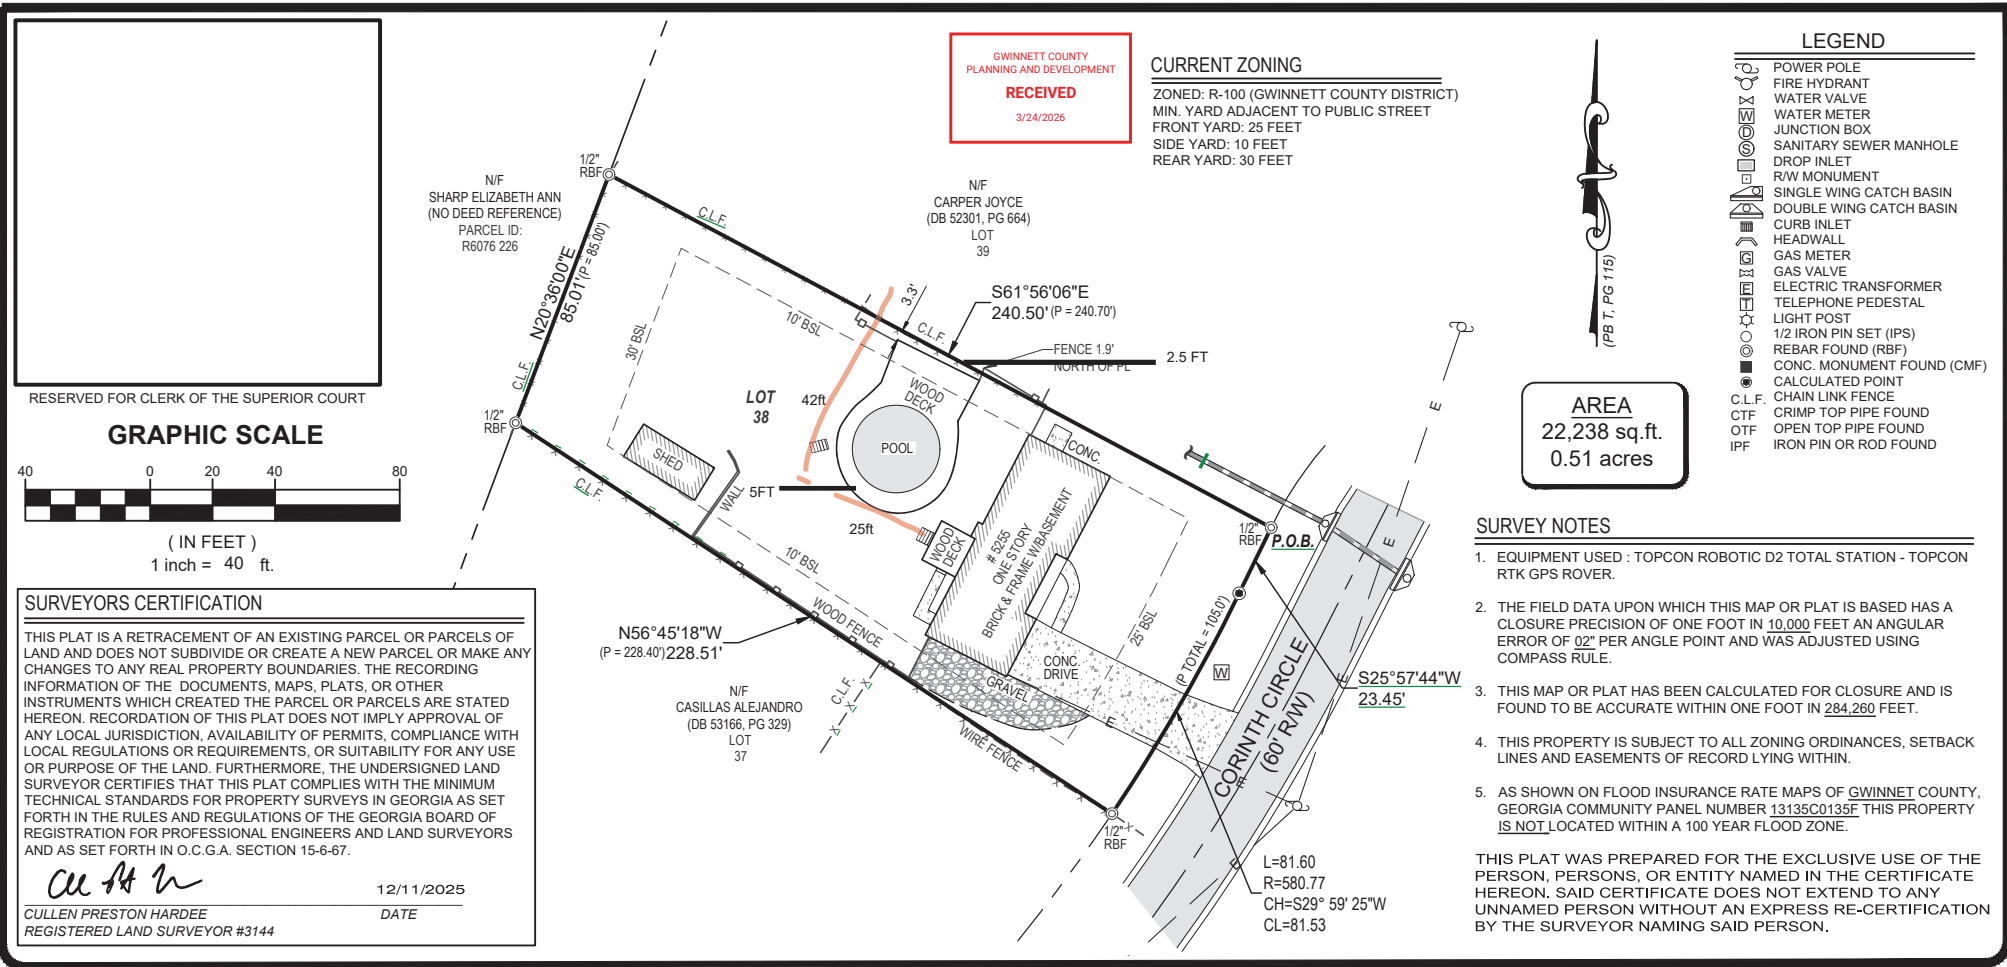 GWINNETT COUNTY
PLANNING AND DEVELOPMENT
RECEIVED
3/24/2026
CURRENT ZONING
ZONED: R-100 (GWINNETT COUNTY DISTRICT)
MIN. YARD ADJACENT TO PUBLIC STREET
FRONT YARD: 25 FEET
SIDE YARD: 10 FEET
REAR YARD: 30 FEET
(PB T, PG 115)
LEGEND
POWER POLE
FIRE HYDRANT
WATER VALVE
W WATER METER
D JUNCTION BOX
S SANITARY SEWER MANHOLE
DROP INLET
R/W MONUMENT
SINGLE WING CATCH BASIN
DOUBLE WING CATCH BASIN
CURB INLET
HEADWALL
G GAS METER
GAS VALVE
E ELECTRIC TRANSFORMER
T TELEPHONE PEDESTAL
LIGHT POST
1/2 IRON PIN SET (IPS)
REBAR FOUND (RBF)
CONC. MONUMENT FOUND (CMF)
CALCULATED POINT
C.L.F. CHAIN LINK FENCE
CTF CRIMP TOP PIPE FOUND
OTF OPEN TOP PIPE FOUND
IPF IRON PIN OR ROD FOUND
RESERVED FOR CLERK OF THE SUPERIOR COURT
GRAPHIC SCALE
40 0 20 40 80
( IN FEET )
1 inch = 40 ft.
SURVEYORS CERTIFICATION
THIS PLAT IS A RETRACEMENT OF AN EXISTING PARCEL OR PARCELS OF
LAND AND DOES NOT SUBDIVIDE OR CREATE A NEW PARCEL OR MAKE ANY
CHANGES TO ANY REAL PROPERTY BOUNDARIES. THE RECORDING
INFORMATION OF THE DOCUMENTS, MAPS, PLATS, OR OTHER
INSTRUMENTS WHICH CREATED THE PARCEL OR PARCELS ARE STATED
HEREON. RECORDATION OF THIS PLAT DOES NOT IMPLY APPROVAL OF
ANY LOCAL JURISDICTION, AVAILABILITY OF PERMITS, COMPLIANCE WITH
LOCAL REGULATIONS OR REQUIREMENTS, OR SUITABILITY FOR ANY USE
OR PURPOSE OF THE LAND. FURTHERMORE, THE UNDERSIGNED LAND
SURVEYOR CERTIFIES THAT THIS PLAT COMPLIES WITH THE MINIMUM
TECHNICAL STANDARDS FOR PROPERTY SURVEYS IN GEORGIA AS SET
FORTH IN THE RULES AND REGULATIONS OF THE GEORGIA BOARD OF
REGISTRATION FOR PROFESSIONAL ENGINEERS AND LAND SURVEYORS
AND AS SET FORTH IN O.C.G.A. SECTION 15-6-67.
12/11/2025
CULLEN PRESTON HARDEE DATE
REGISTERED LAND SURVEYOR #3144
N/F
SHARP ELIZABETH ANN
(NO DEED REFERENCE)
PARCEL ID:
R6076 226
1/2"
RBF
N20°36'00"E
85.01'(P = 85.00')
C.L.F.
1/2"
RBF
C.L.F.
N/F
CARPER JOYCE
(DB 52301, PG 664)
LOT
39
S61°56'06"E
240.50' (P = 240.70')
3.3'
C.L.F.
FENCE 1.9'
NORTH OF PL
2.5 FT
10' BSL
30' BSL
LOT
38
42ft
WOOD
DECK
POOL
SHED
WALL
5FT
25ft
C.L.F.
10' BSL
WOOD FENCE
WOOD
DECK
CONC.
# 5255
ONE STORY
BRICK & FRAME W/BASEMENT
25' BSL
CONC.
DRIVE
GRAVEL
WIRE FENCE
N56°45'18"W
(P = 228.40') 228.51'
N/F
CASILLAS ALEJANDRO
(DB 53166, PG 329)
LOT
37
C.L.F.
1/2"
RBF
P.O.B.
(P TOTAL = 105.0')
W
E
E
E
E
E
E
E
CORINTH CIRCLE
(60' R/W)
S25°57'44"W
23.45'
1/2"
RBF
L=81.60
R=580.77
CH=S29° 59' 25"W
CL=81.53
AREA
22,238 sq.ft.
0.51 acres
SURVEY NOTES
1. EQUIPMENT USED : TOPCON ROBOTIC D2 TOTAL STATION - TOPCON
RTK GPS ROVER.
2. THE FIELD DATA UPON WHICH THIS MAP OR PLAT IS BASED HAS A
CLOSURE PRECISION OF ONE FOOT IN 10,000 FEET AN ANGULAR
ERROR OF 02" PER ANGLE POINT AND WAS ADJUSTED USING
COMPASS RULE.
3. THIS MAP OR PLAT HAS BEEN CALCULATED FOR CLOSURE AND IS
FOUND TO BE ACCURATE WITHIN ONE FOOT IN 284,260 FEET.
4. THIS PROPERTY IS SUBJECT TO ALL ZONING ORDINANCES, SETBACK
LINES AND EASEMENTS OF RECORD LYING WITHIN.
5. AS SHOWN ON FLOOD INSURANCE RATE MAPS OF GWINNET COUNTY,
GEORGIA COMMUNITY PANEL NUMBER 13135C0135F THIS PROPERTY
IS NOT LOCATED WITHIN A 100 YEAR FLOOD ZONE.
THIS PLAT WAS PREPARED FOR THE EXCLUSIVE USE OF THE
PERSON, PERSONS, OR ENTITY NAMED IN THE CERTIFICATE
HEREON. SAID CERTIFICATE DOES NOT EXTEND TO ANY
UNNAMED PERSON WITHOUT AN EXPRESS RE-CERTIFICATION
BY THE SURVEYOR NAMING SAID PERSON.